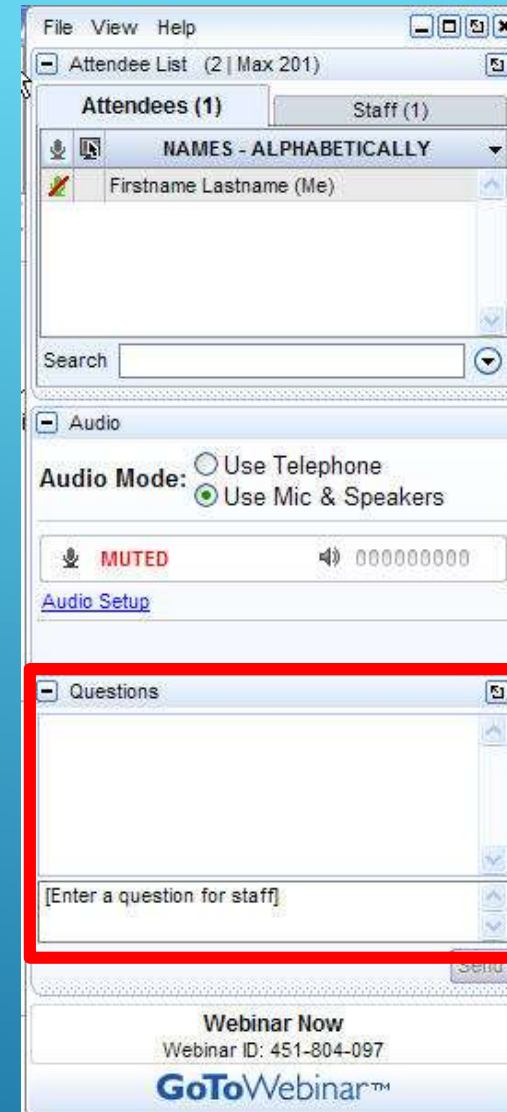 File View Help
Attendee List (2 | Max 201)
Attendees (1) Staff (1)
NAMES - ALPHABETICALLY
Firstname Lastname (Me)
Search
Audio
Audio Mode: Use Telephone
Use Mic & Speakers
MUTED 000000000
Audio Setup
Questions
[Enter a question for staff]
Send
Webinar Now
Webinar ID: 451-804-097
GoToWebinar™